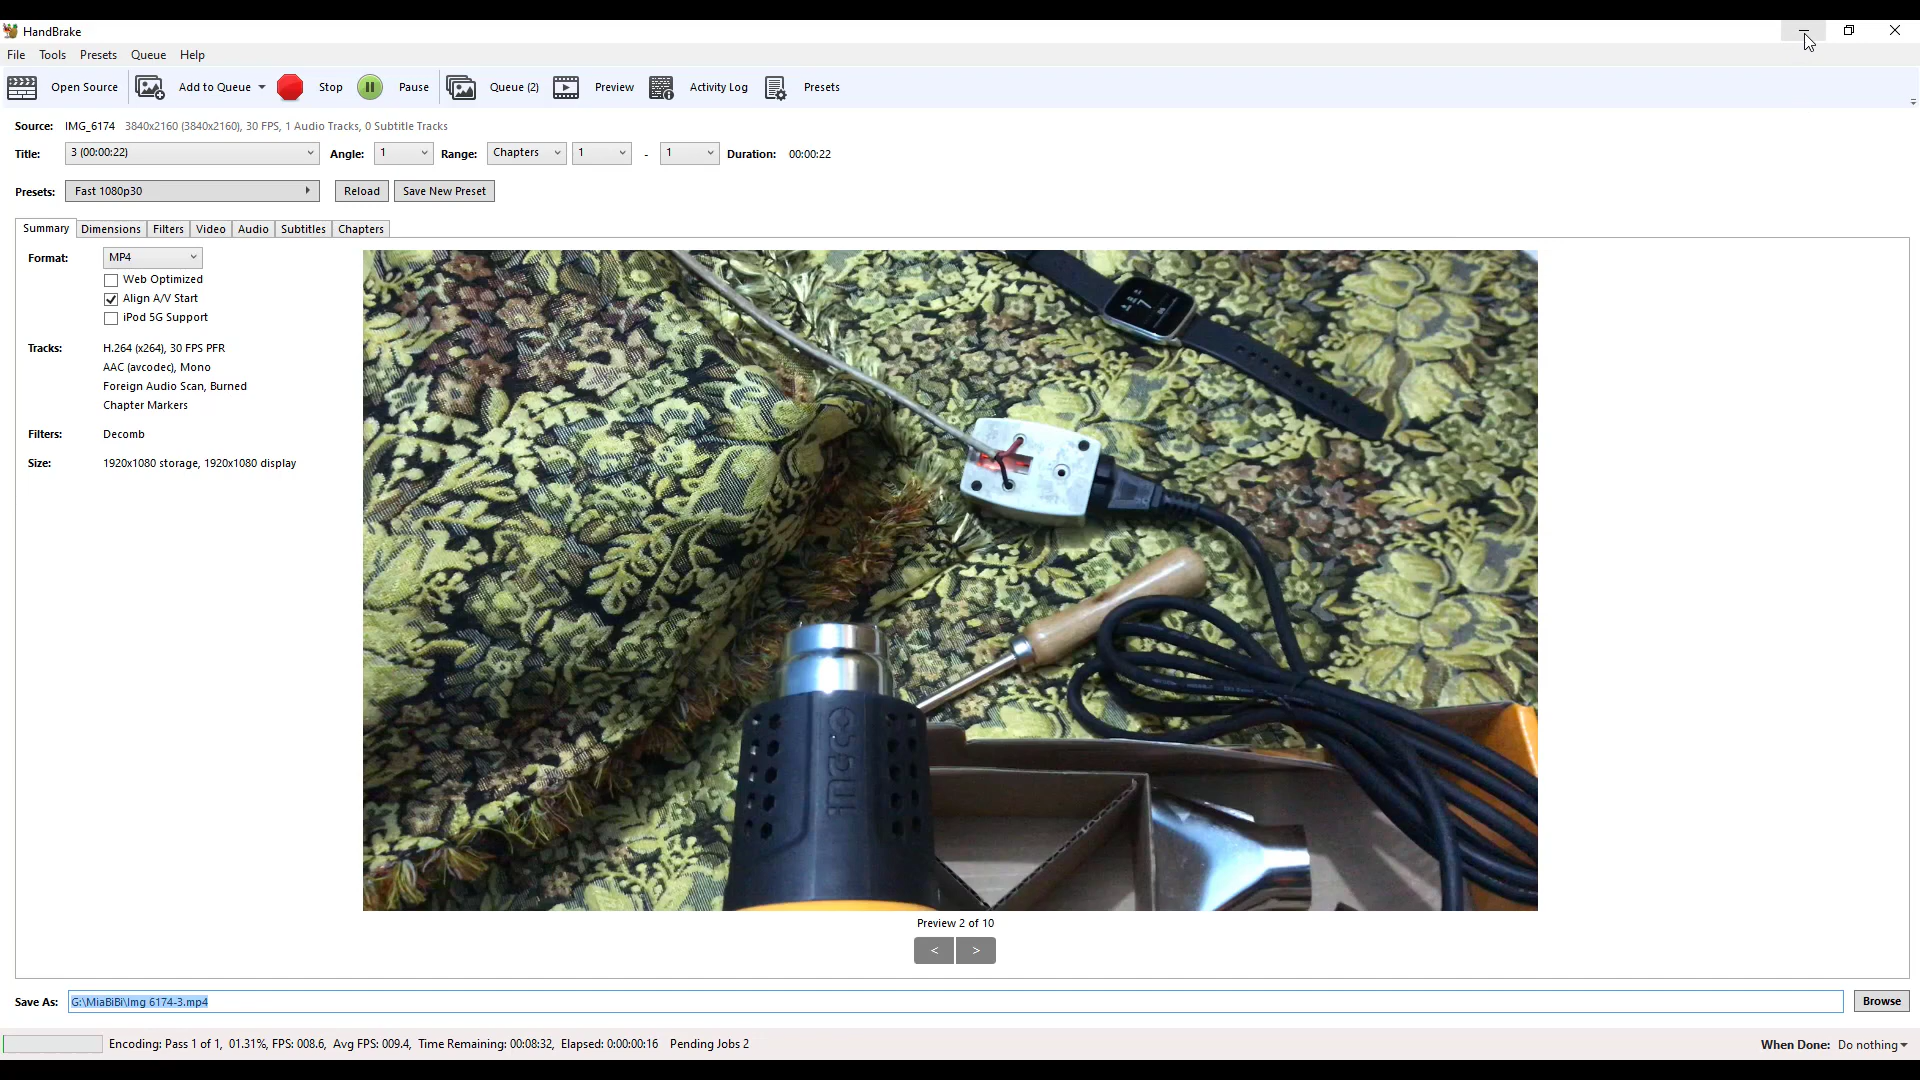 HandBrake
File Tools Presets Queue Help
Open Source Add to Queue Stop Pause Queue (2) Preview Activity Log Presets
Source: IMG_6174 3840x2160 (3840x2160), 30 FPS, 1 Audio Tracks, 0 Subtitle Tracks
Title: 3 (00:00:22) Angle: 1 Range: Chapters 1 - 1 Duration: 00:00:22
Presets: Fast 1080p30 Reload Save New Preset
Summary Dimensions Filters Video Audio Subtitles Chapters
Format: MP4
Web Optimized
Align A/V Start
iPod 5G Support
Tracks: H.264 (x264), 30 FPS PFR
AAC (avcodec), Mono
Foreign Audio Scan, Burned
Chapter Markers
Filters: Decomb
Size: 1920x1080 storage, 1920x1080 display
INGCO
Preview 2 of 10
< >
Save As: G:\MiaBiBi\Img 6174-3.mp4 Browse
Encoding: Pass 1 of 1, 01.31%, FPS: 008.6, Avg FPS: 009.4, Time Remaining: 00:08:32, Elapsed: 0:00:00:16 Pending Jobs 2 When Done: Do nothing